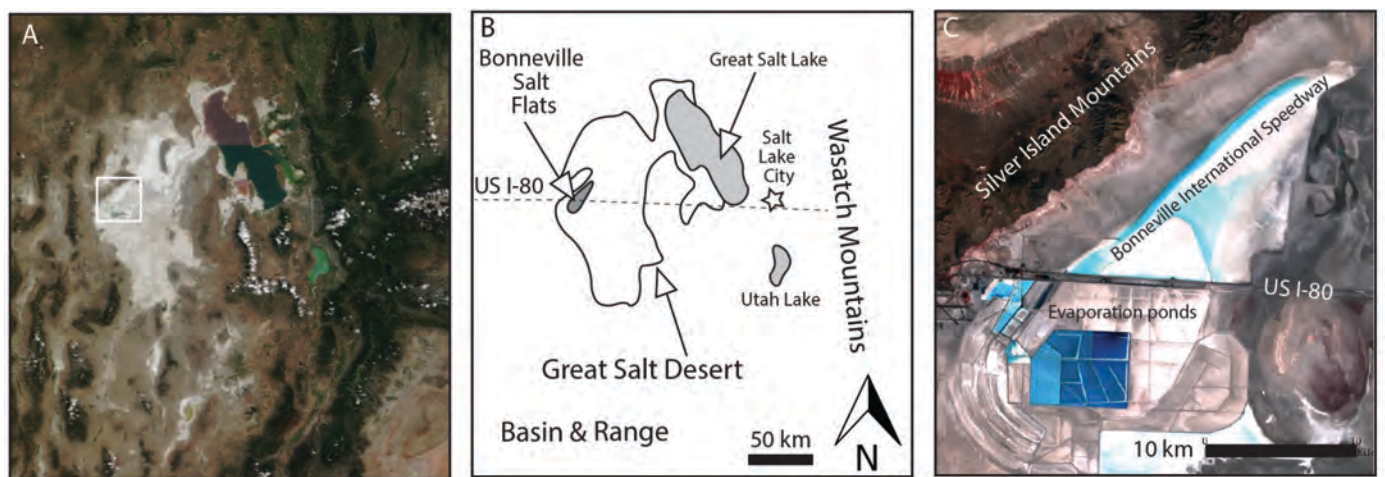 A
B
Bonneville
Salt
Flats
Great Salt Lake
Salt
Lake
City
US I-80
Wasatch Mountains
Utah Lake
Great Salt Desert
Basin & Range
50 km
N
C
Silver Island Mountains
Bonneville International Speedway
US I-80
Evaporation ponds
10 km